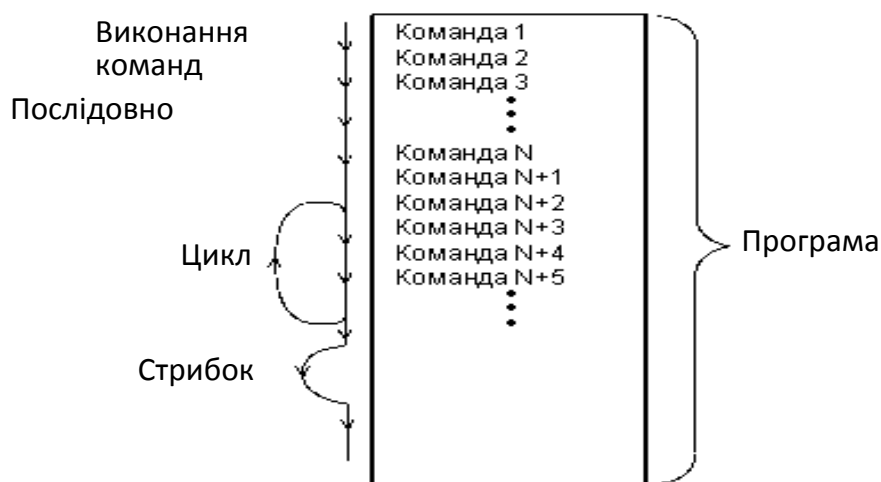 Виконання
команд
Послідовно
Цикл
Стрибок
Команда 1
Команда 2
Команда 3
Команда N
Команда N+1
Команда N+2
Команда N+3
Команда N+4
Команда N+5
Програма